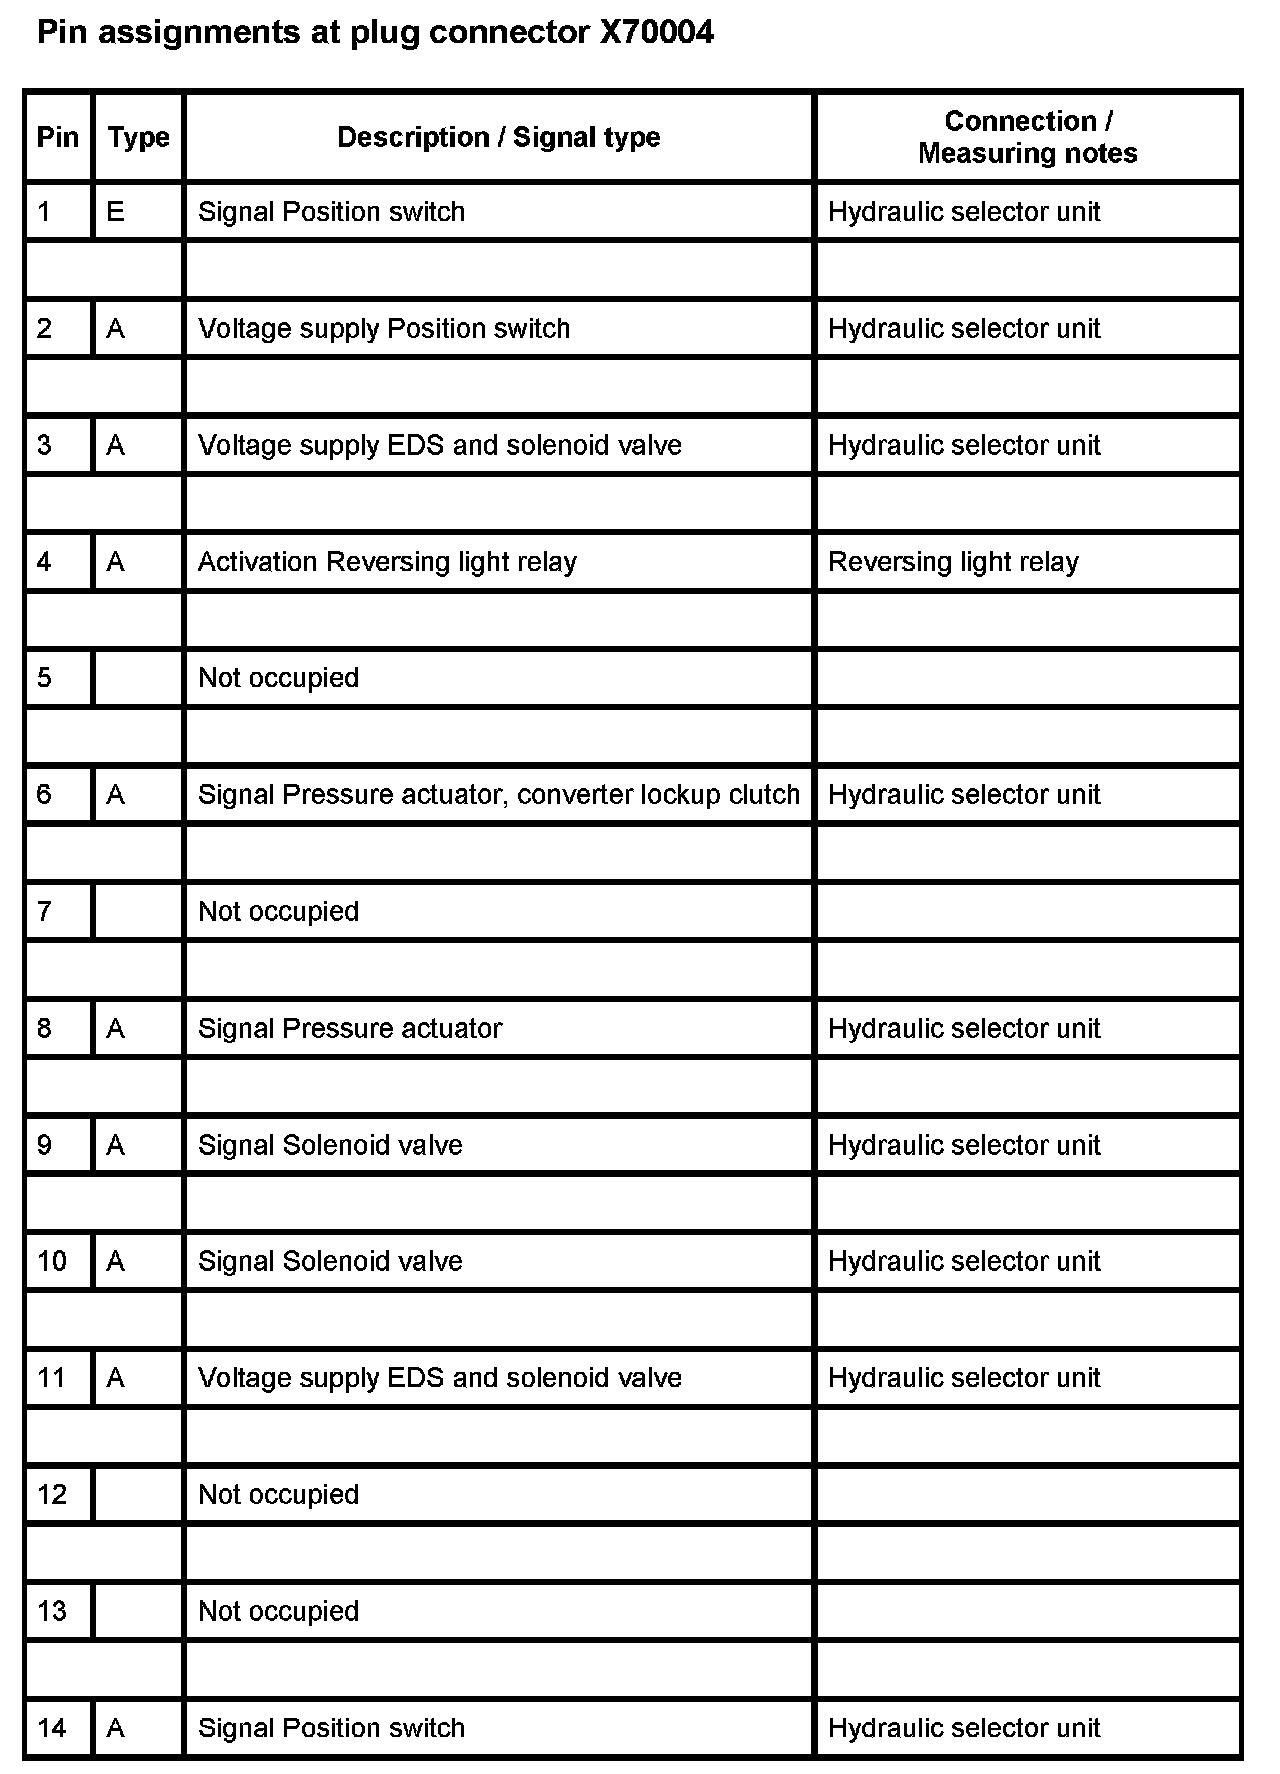 Pin assignments at plug connector X70004
Pin Type Description / Signal type Connection /
Measuring notes
1 E Signal Position switch Hydraulic selector unit
2 A Voltage supply Position switch Hydraulic selector unit
3 A Voltage supply EDS and solenoid valve Hydraulic selector unit
4 A Activation Reversing light relay Reversing light relay
5 Not occupied
6 A Signal Pressure actuator, converter lockup clutch Hydraulic selector unit
7 Not occupied
8 A Signal Pressure actuator Hydraulic selector unit
9 A Signal Solenoid valve Hydraulic selector unit
10 A Signal Solenoid valve Hydraulic selector unit
11 A Voltage supply EDS and solenoid valve Hydraulic selector unit
12 Not occupied
13 Not occupied
14 A Signal Position switch Hydraulic selector unit